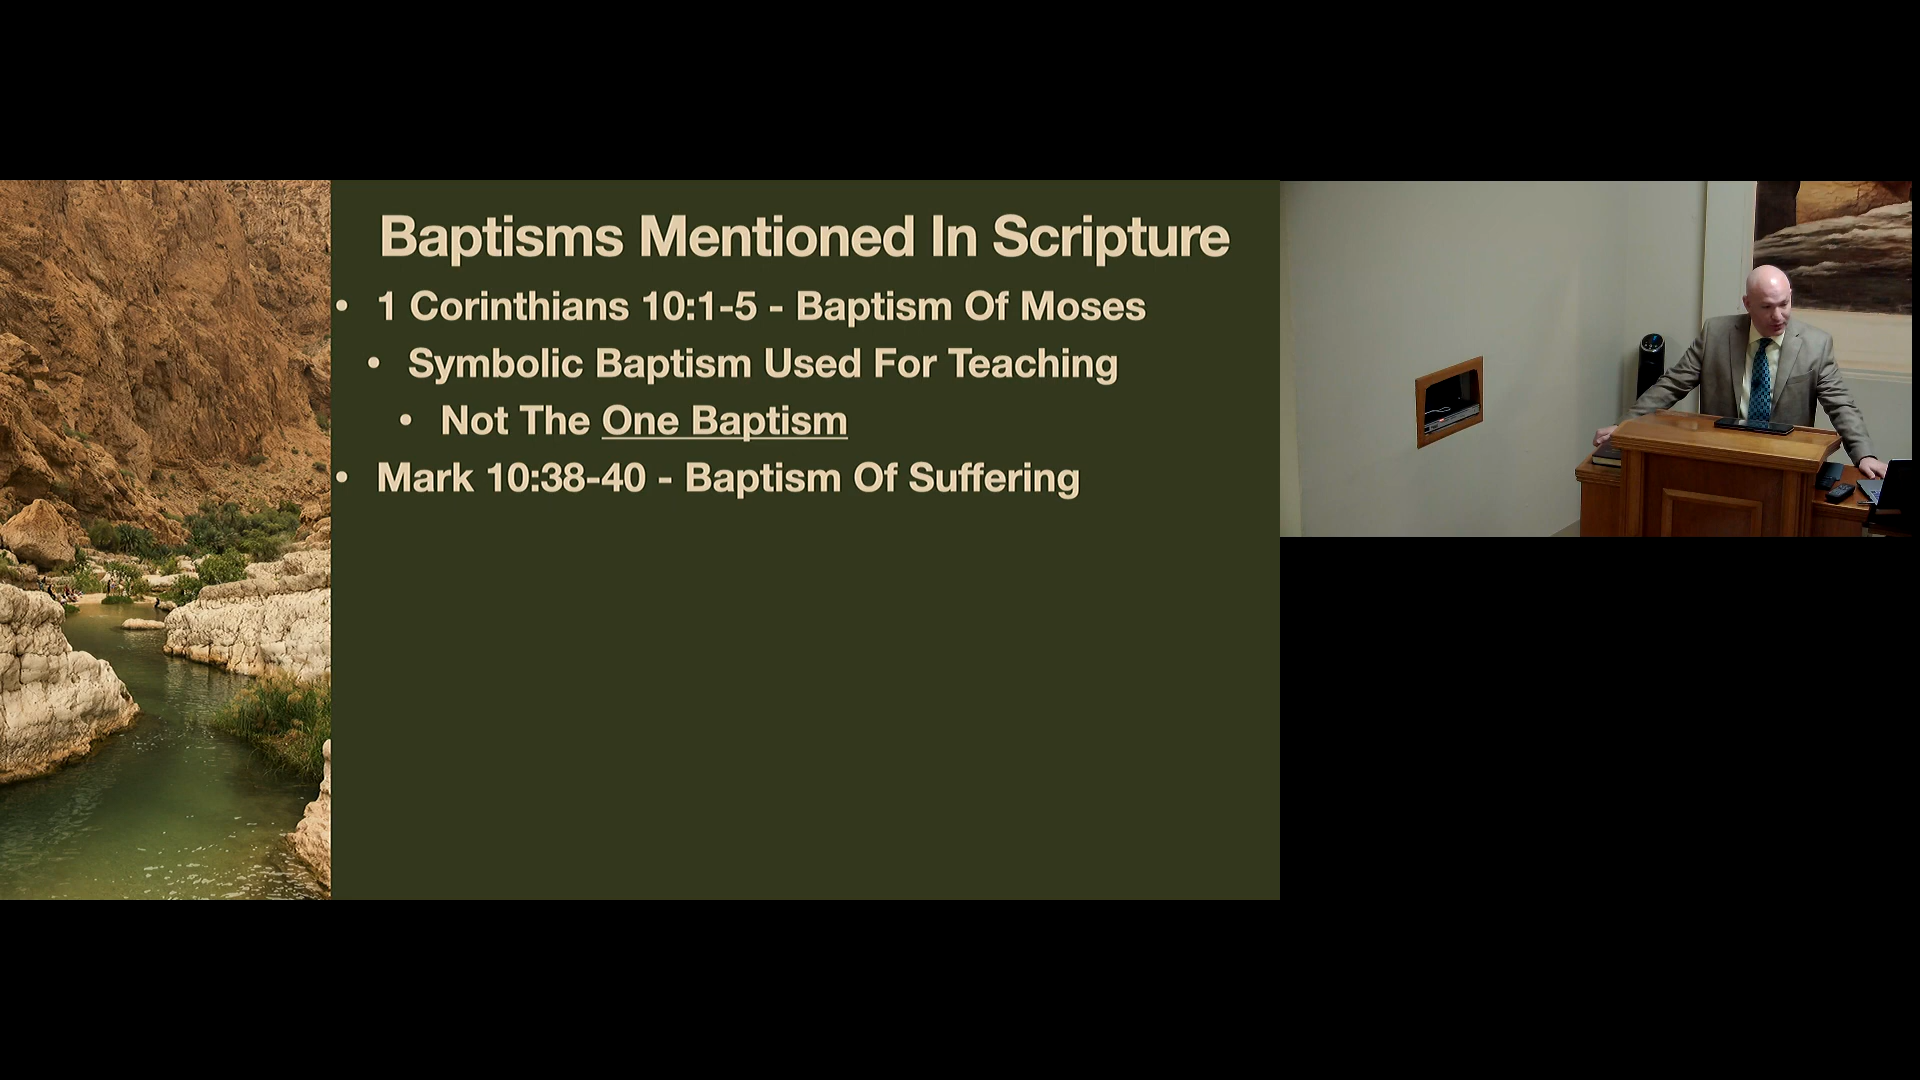 Baptisms Mentioned In Scripture
• 1 Corinthians 10:1-5 - Baptism Of Moses
• Symbolic Baptism Used For Teaching
• Not The One Baptism
• Mark 10:38-40 - Baptism Of Suffering